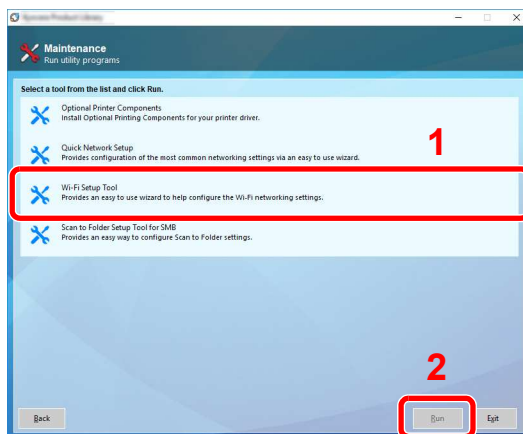 Maintenance
Run utility programs
Select a tool from the list and click Run.
Optional Printer Components
Install Optional Printing Components for your printer driver.
1
Quick Network Setup
Provides configuration of the most common networking settings via an easy to use wizard.
Wi-Fi Setup Tool
Provides an easy to use wizard to help configure the Wi-Fi networking settings.
Scan to Folder Setup Tool for SMB
Provides an easy way to configure Scan to Folder settings.
2
Back
Run
Exit